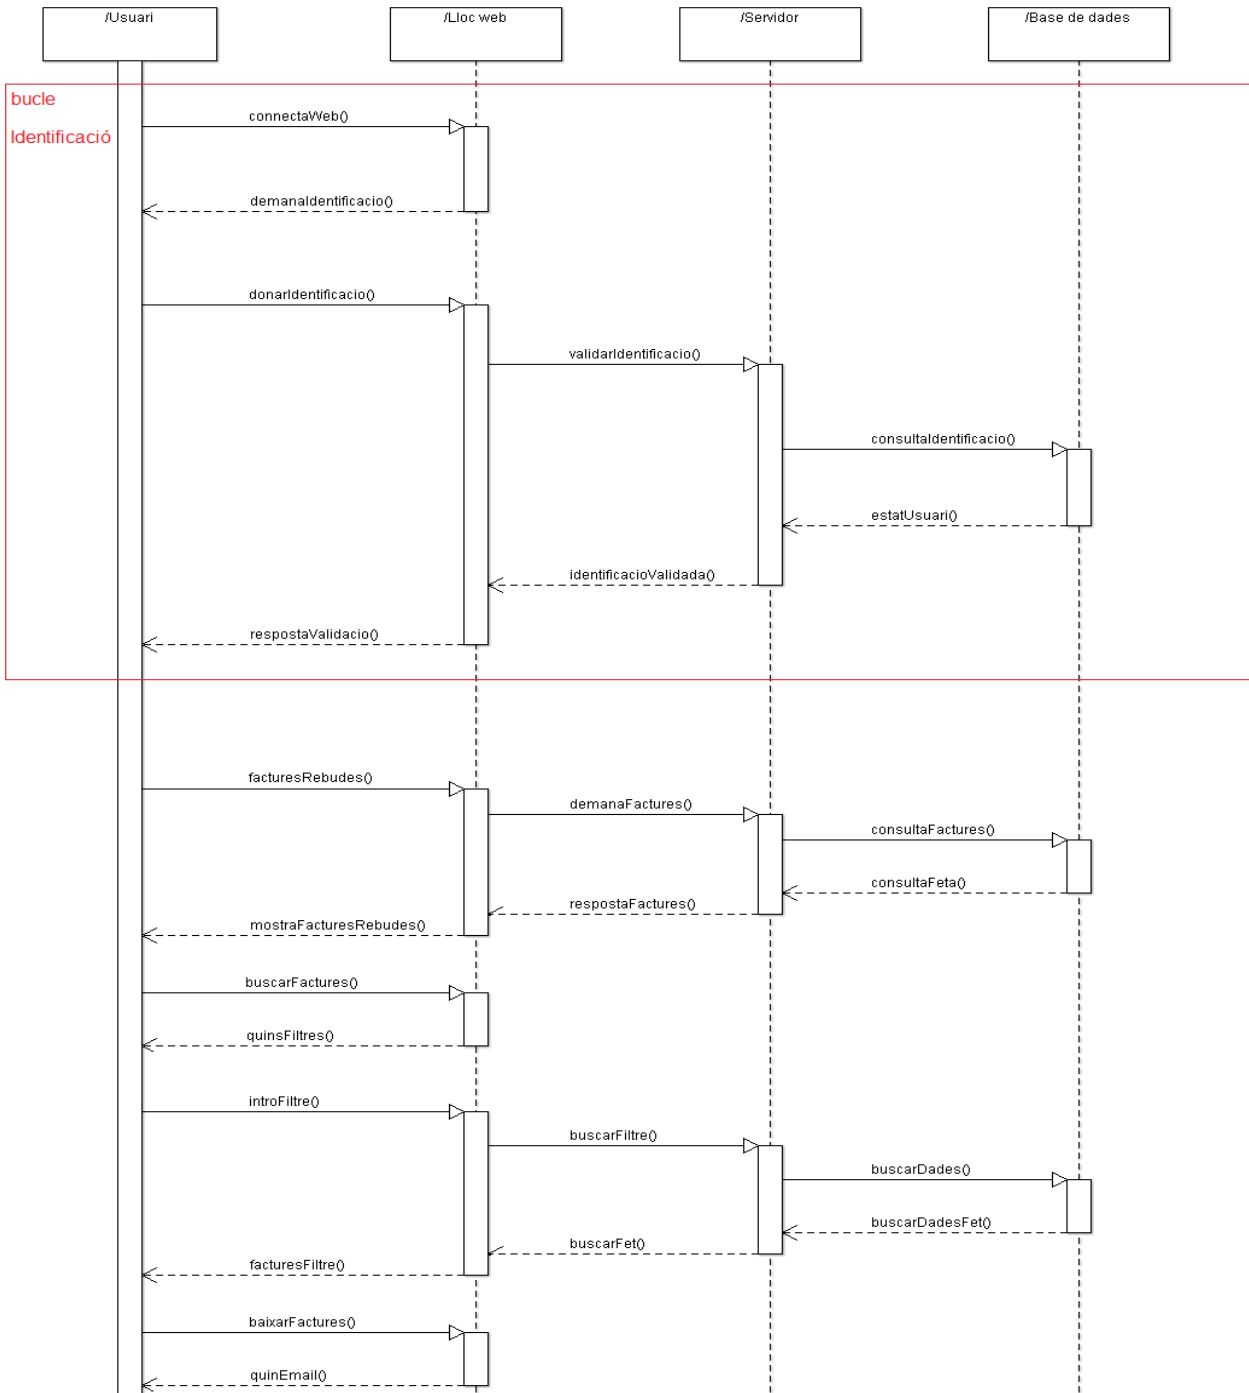 /Usuari
/Lloc web
/Servidor
/Base de dades
bucle
Identificació
connectaWeb()
demanaIdentificacio()
donarIdentificacio()
validarIdentificacio()
consultaIdentificacio()
estatUsuari()
identificacioValidada()
respostaValidacio()
facturesRebudes()
demanaFactures()
consultaFactures()
consultaFeta()
respostaFactures()
mostraFacturesRebudes()
buscarFactures()
quinsFiltres()
introFiltre()
buscarFiltre()
buscarDades()
buscarDadesFet()
buscarFet()
facturesFiltre()
baixarFactures()
quinEmail()